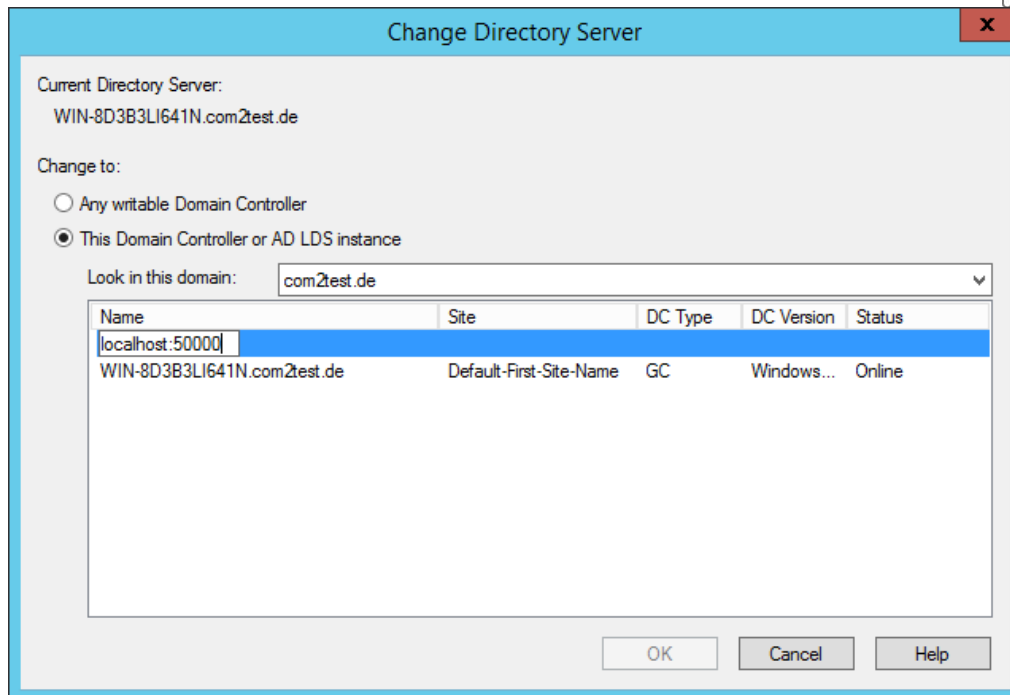 Change Directory Server
x
Current Directory Server:
WIN-8D3B3LI641N.com2test.de
Change to:
Any writable Domain Controller
This Domain Controller or AD LDS instance
Look in this domain: com2test.de
Name Site DC Type DC Version Status
localhost:50000
WIN-8D3B3LI641N.com2test.de Default-First-Site-Name GC Windows... Online
OK Cancel Help